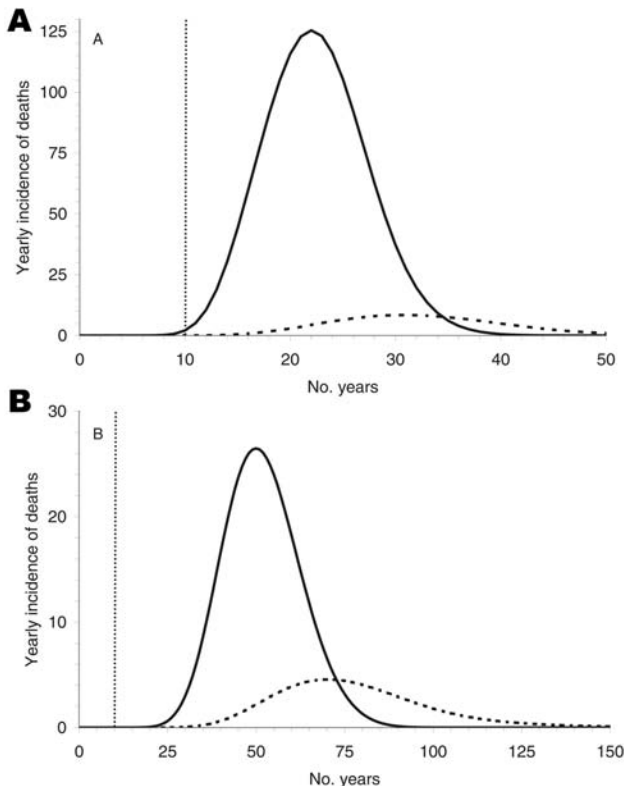 A
A
125
100
75
50
25
0
Yearly incidence of deaths
0 10 20 30 40 50
No. years
B
B
30
20
10
0
Yearly incidence of deaths
0 25 50 75 100 125 150
No. years